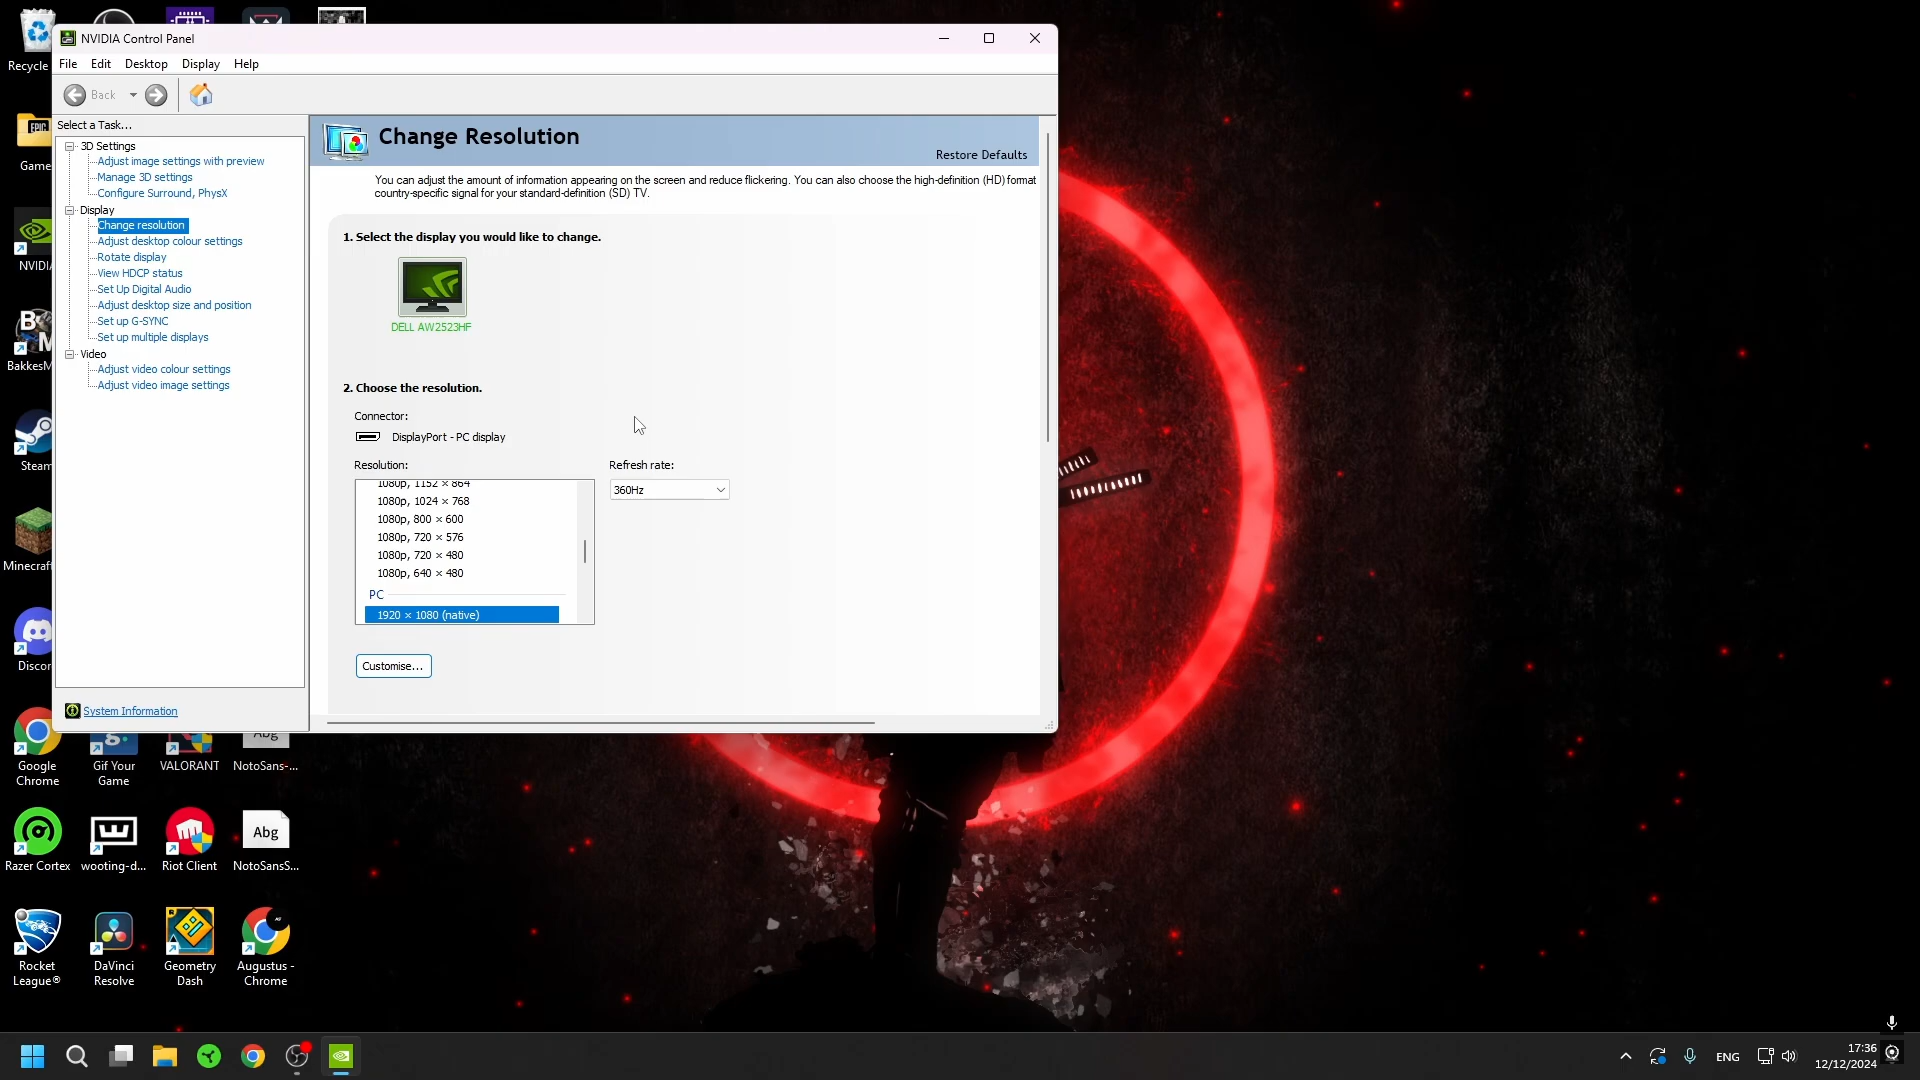 NVIDIA Control Panel
File Edit Desktop Display Help
Back
Select a Task...
3D Settings
Adjust image settings with preview
Manage 3D settings
Configure Surround, PhysX
Display
Change resolution
Adjust desktop colour settings
Rotate display
View HDCP status
Set Up Digital Audio
Adjust desktop size and position
Set up G-SYNC
Set up multiple displays
Video
Adjust video colour settings
Adjust video image settings
System Information
Change Resolution
Restore Defaults
You can adjust the amount of information appearing on the screen and reduce flickering. You can also choose the high-definition (HD) format
country-specific signal for your standard-definition (SD) TV.
1. Select the display you would like to change.
DELL AW2523HF
2. Choose the resolution.
Connector:
DisplayPort - PC display
Resolution:
Refresh rate:
360Hz
1080p, 1152 × 864
1080p, 1024 × 768
1080p, 800 × 600
1080p, 720 × 576
1080p, 720 × 480
1080p, 640 × 480
PC
1920 × 1080 (native)
Customise...
Recycle
EPIC
Game
NVIDIA
B
M
BakkesM
Steam
Minecraft
Discor
Google
Chrome
Gif Your
Game
VALORANT
Abg
NotoSans-...
Razer Cortex
wooting-d...
Riot Client
Abg
NotoSansS...
Rocket
League®
DaVinci
Resolve
Geometry
Dash
Augustus -
Chrome
ENG
17:36
12/12/2024